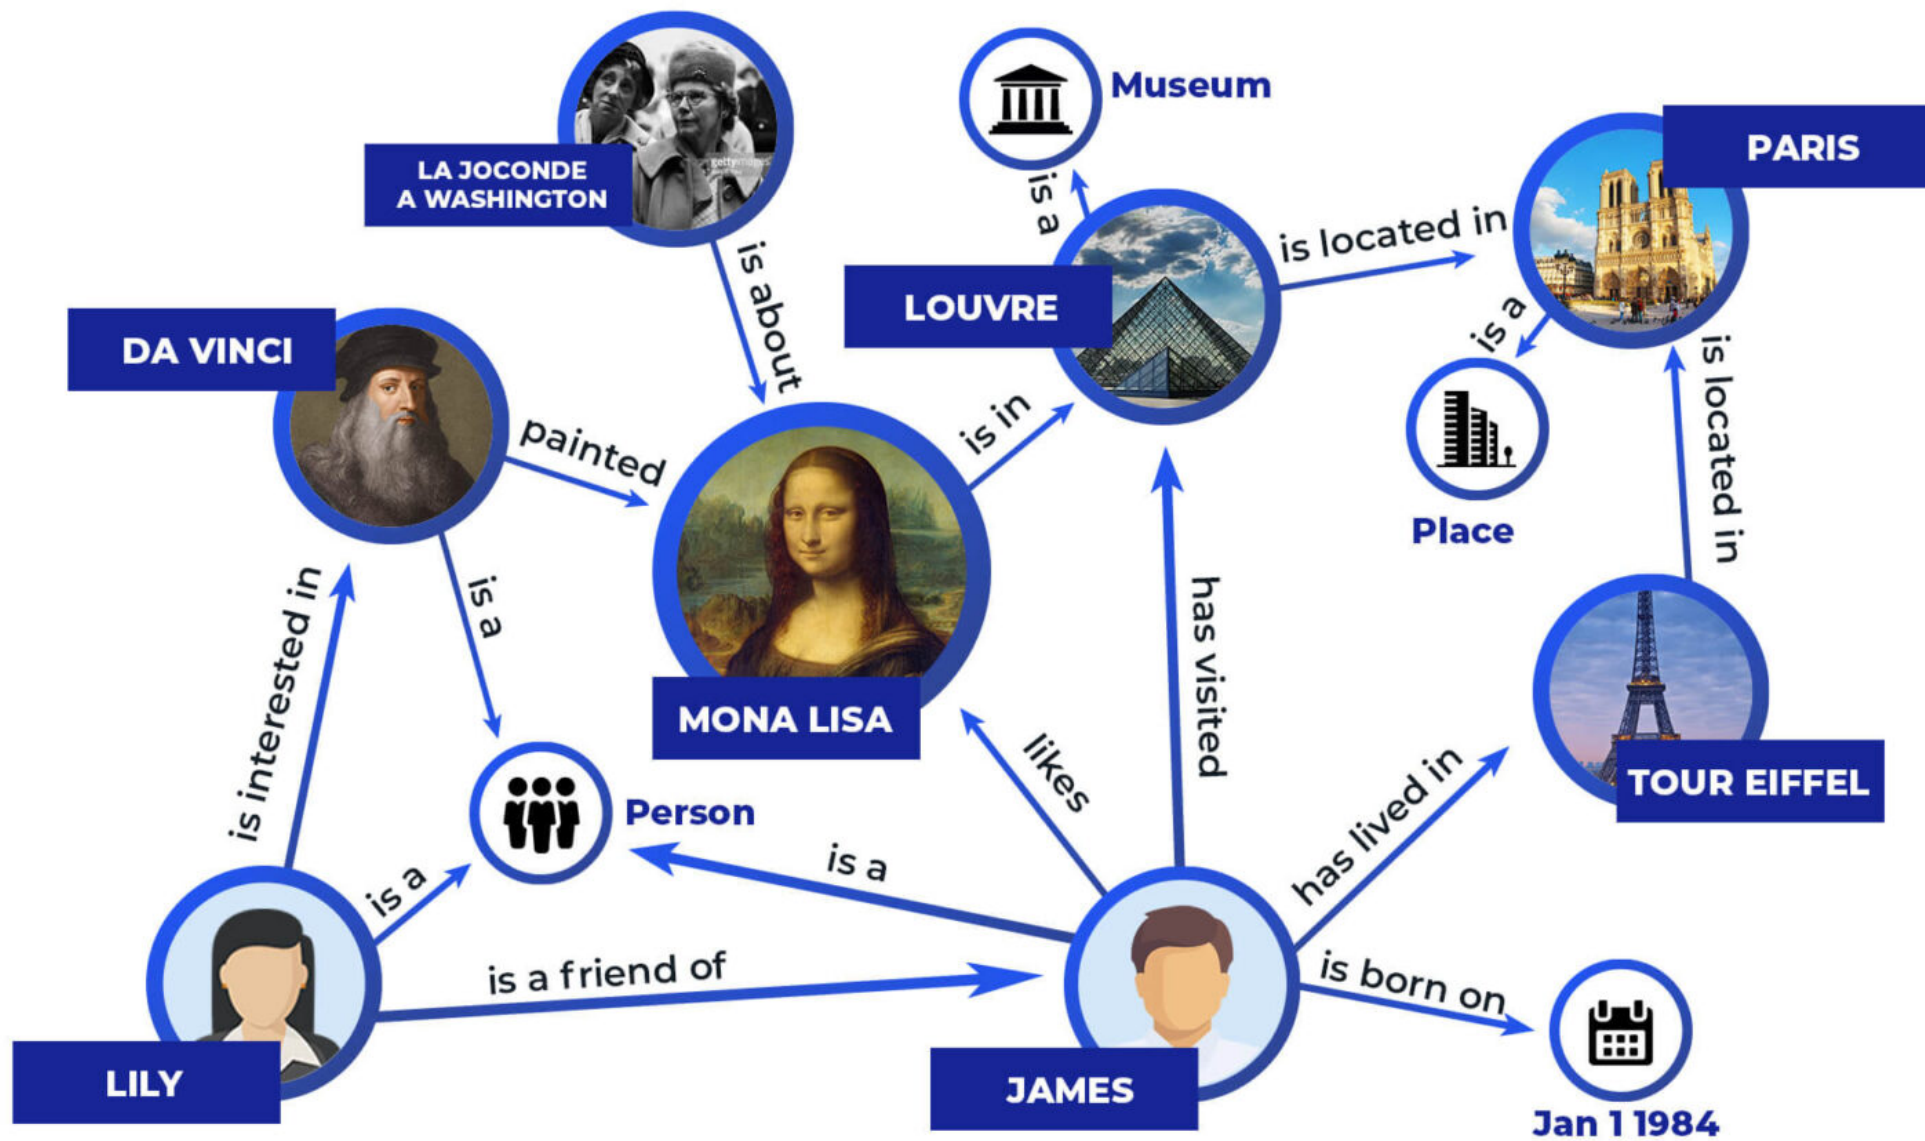 Museum
PARIS
LA JOCONDE
A WASHINGTON
gettyimages
is a
is located in
is about
LOUVRE
DA VINCI
is a
is located in
painted
is in
Place
is interested in
is a
has visited
MONA LISA
likes
has lived in
TOUR EIFFEL
Person
is a
is a
is a friend of
is born on
LILY
JAMES
Jan 1 1984